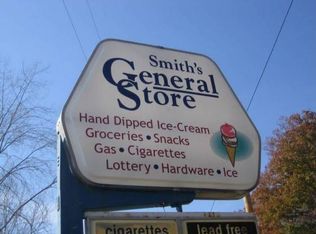 Smith's
General
Store
Hand Dipped Ice-Cream
Groceries • Snacks
Gas • Cigarettes
Lottery • Hardware • Ice
cigarettes
lead free